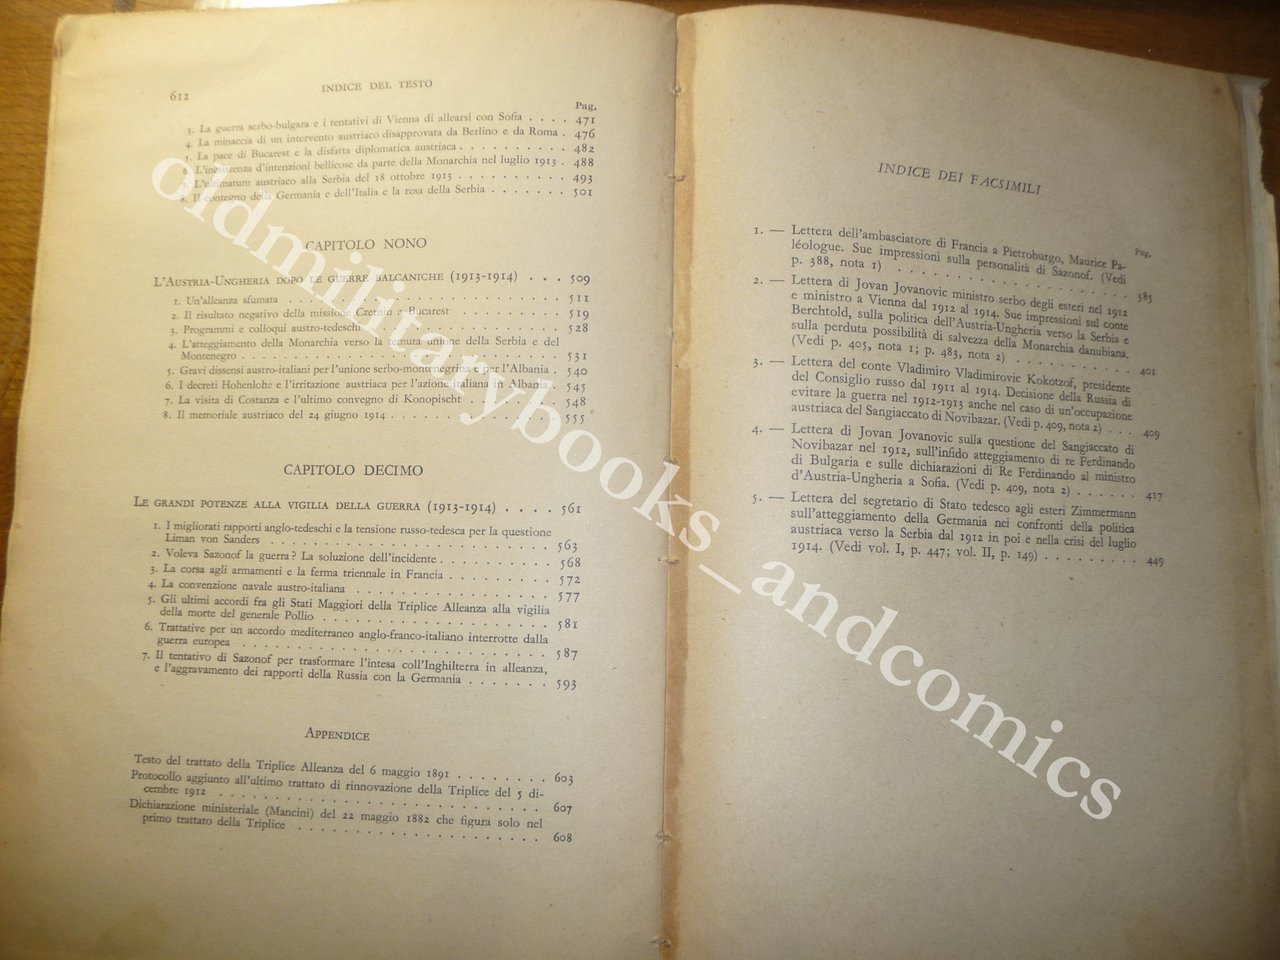 612
INDICE DEL TESTO
Pag.
3. La guerra serbo-bulgara e i tentativi di Vienna di allearsi con Sofia . . . . 471
4. La minaccia di un intervento austriaco disapprovata da Berlino e da Roma . 476
5. La pace di Bucarest e la disfatta diplomatica austriaca . . . . . . . . . 482
6. L'inesistenza d'intenzioni bellicose da parte della Monarchia nel luglio 1913 . 488
7. L'ultimatum austriaco alla Serbia del 18 ottobre 1913 . . . . . . . . . . 493
8. Il contegno della Germania e dell'Italia e la resa della Serbia . . . . . . . 501
CAPITOLO NONO
L'Austria-Ungheria dopo le guerre balcaniche (1913-1914) . . . 509
1. Un'alleanza sfumata . . . . . . . . . . . . . . . . . . . . 511
2. Il risultato negativo della missione Czernin a Bucarest . . . . . . . . 519
3. Programmi e colloqui austro-tedeschi . . . . . . . . . . . . . . . 528
4. L'atteggiamento della Monarchia verso la temuta unione della Serbia e del
Montenegro . . . . . . . . . . . . . . . . . . . . . . . . 531
5. Gravi dissensi austro-italiani per l'unione serbo-montenegrina e per l'Albania . 540
6. I decreti Hohenlohe e l'irritazione austriaca per l'azione italiana in Albania . 545
7. La visita di Costanza e l'ultimo convegno di Konopischt . . . . . . . . 548
8. Il memoriale austriaco del 24 giugno 1914 . . . . . . . . . . . . . 555
CAPITOLO DECIMO
Le grandi potenze alla vigilia della guerra (1913-1914) . . . . 561
1. I migliorati rapporti anglo-tedeschi e la tensione russo-tedesca per la questione
Liman von Sanders . . . . . . . . . . . . . . . . . . . . . 563
2. Voleva Sazonof la guerra? La soluzione dell'incidente . . . . . . . . . 568
3. La corsa agli armamenti e la ferma triennale in Francia . . . . . . . . 572
4. La convenzione navale austro-italiana . . . . . . . . . . . . . . . 577
5. Gli ultimi accordi fra gli Stati Maggiori della Triplice Alleanza alla vigilia
della morte del generale Pollio . . . . . . . . . . . . . . . . . 581
6. Trattative per un accordo mediterraneo anglo-franco-italiano interrotte dalla
guerra europea . . . . . . . . . . . . . . . . . . . . . . 587
7. Il tentativo di Sazonof per trasformare l'intesa coll'Inghilterra in alleanza,
e l'aggravamento dei rapporti della Russia con la Germania . . . . . . . 593
Appendice
Testo del trattato della Triplice Alleanza del 6 maggio 1891 . . . . . . . . 603
Protocollo aggiunto all'ultimo trattato di rinnovazione della Triplice del 5 di-
cembre 1912 . . . . . . . . . . . . . . . . . . . . . . . . 607
Dichiarazione ministeriale (Mancini) del 22 maggio 1882 che figura solo nel
primo trattato della Triplice . . . . . . . . . . . . . . . . . . . 608
INDICE DEI FACSIMILI
Pag.
1. — Lettera dell'ambasciatore di Francia a Pietroburgo, Maurice Pa-
léologue. Sue impressioni sulla personalità di Sazonof. (Vedi
p. 388, nota 1) . . . . . . . . . . . . . . . . . . 385
2. — Lettera di Jovan Jovanovic ministro serbo degli esteri nel 1912
e ministro a Vienna dal 1912 al 1914. Sue impressioni sul conte
Berchtold, sulla politica dell'Austria-Ungheria verso la Serbia e
sulla perduta possibilità di salvezza della Monarchia danubiana.
(Vedi p. 405, nota 1; p. 483, nota 2) . . . . . . . . . . 401
3. — Lettera del conte Vladimiro Vladimirovic Kokotzof, presidente
del Consiglio russo dal 1911 al 1914. Decisione della Russia di
evitare la guerra nel 1912-1913 anche nel caso di un'occupazione
austriaca del Sangiaccato di Novibazar. (Vedi p. 409, nota 2) . . . 409
4. — Lettera di Jovan Jovanovic sulla questione del Sangiaccato di
Novibazar nel 1912, sull'infido atteggiamento di re Ferdinando
di Bulgaria e sulle dichiarazioni di Re Ferdinando al ministro
d'Austria-Ungheria a Sofia. (Vedi p. 409, nota 2) . . . . . . 417
5. — Lettera del segretario di Stato tedesco agli esteri Zimmermann
sull'atteggiamento della Germania nei confronti della politica
austriaca verso la Serbia dal 1912 in poi e nella crisi del luglio
1914. (Vedi vol. I, p. 447; vol. II, p. 149) . . . . . . . . . 449
oldmilitarybooks_andcomics